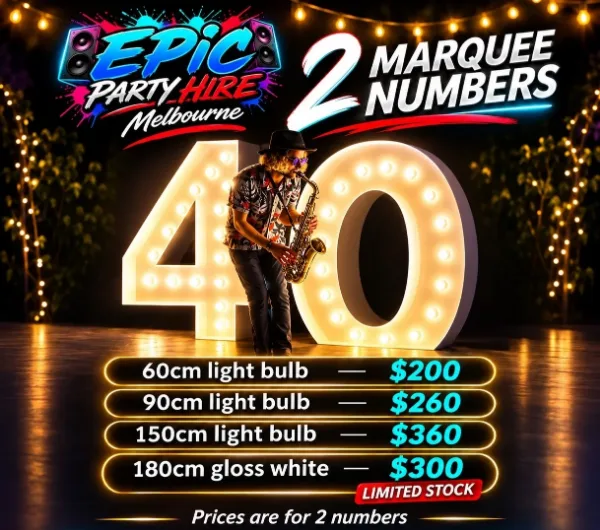 EPIC
PARTY HIRE
Melbourne
2 MARQUEE
NUMBERS
40
60cm light bulb — $200
90cm light bulb — $260
150cm light bulb — $360
180cm gloss white — $300
LIMITED STOCK
Prices are for 2 numbers